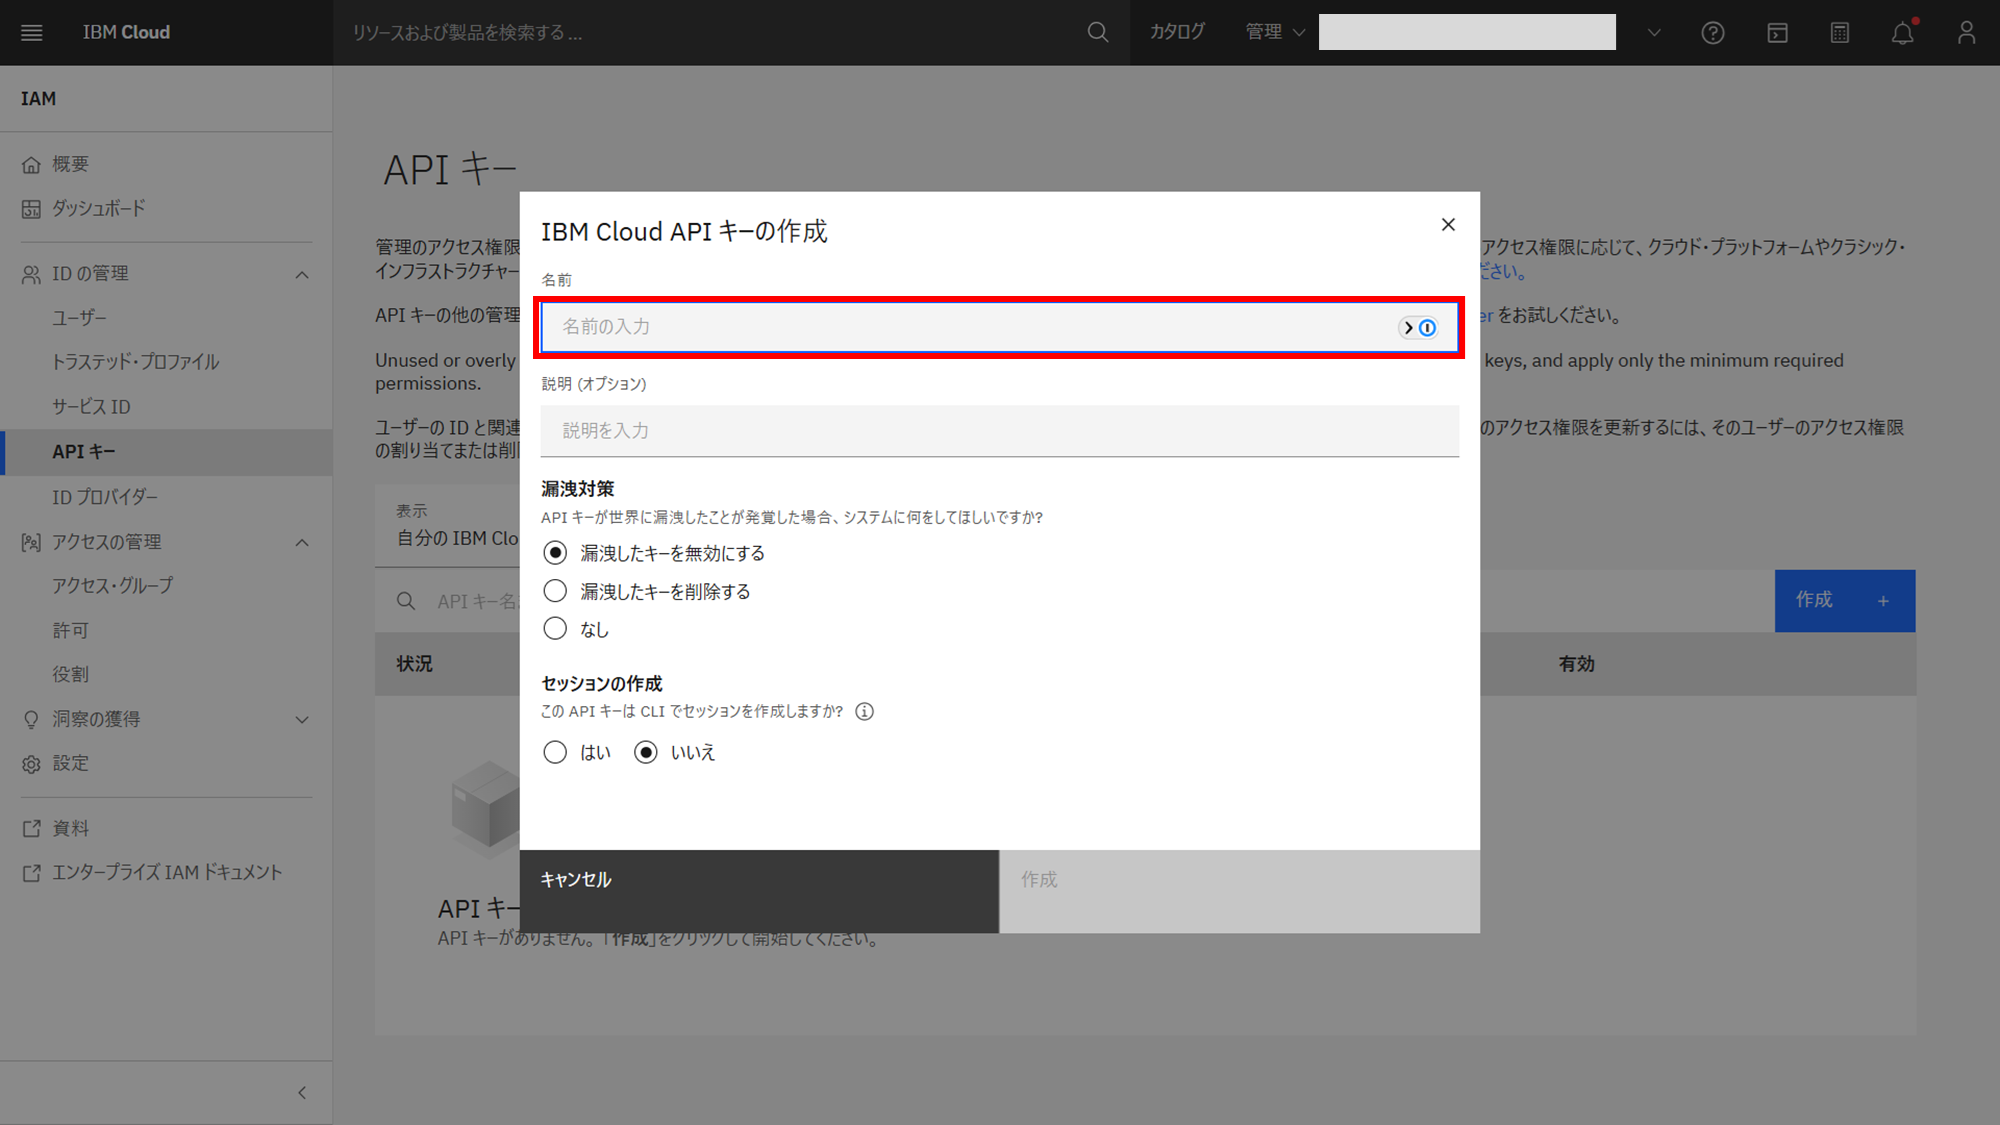 IBM Cloud
リソースおよび製品を検索する ...
カタログ
管理
IAM
概要
ダッシュボード
ID の管理
ユーザー
トラステッド・プロファイル
サービス ID
API キー
ID プロバイダー
アクセスの管理
アクセス・グループ
許可
役割
洞察の獲得
設定
資料
エンタープライズ IAM ドキュメント
API キー
管理のアクセス権限
アクセス権限に応じて、クラウド・プラットフォームやクラシック・
インフラストラクチャー
ださい。
API キーの他の管理
er をお試しください。
Unused or overly
keys, and apply only the minimum required
permissions.
ユーザーの ID と関連
のアクセス権限を更新するには、そのユーザーのアクセス権限
の割り当てまたは削
表示
自分の IBM Clo
API キー名
作成 +
状況
有効
API キー
API キーがありません。「作成」をクリックして開始してください。
IBM Cloud API キーの作成
名前
名前の入力
説明 (オプション)
説明を入力
漏洩対策
API キーが世界に漏洩したことが発覚した場合、システムに何をしてほしいですか?
漏洩したキーを無効にする
漏洩したキーを削除する
なし
セッションの作成
この API キーは CLI でセッションを作成しますか?
はい
いいえ
キャンセル
作成